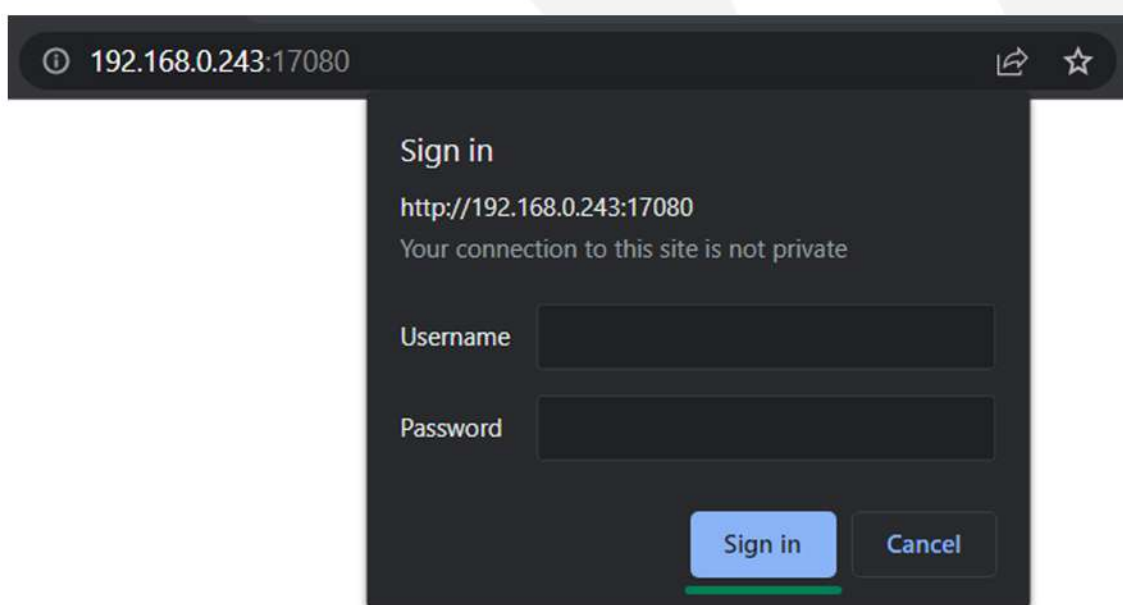 192.168.0.243:17080
Sign in
http://192.168.0.243:17080
Your connection to this site is not private
Username
Password
Sign in Cancel